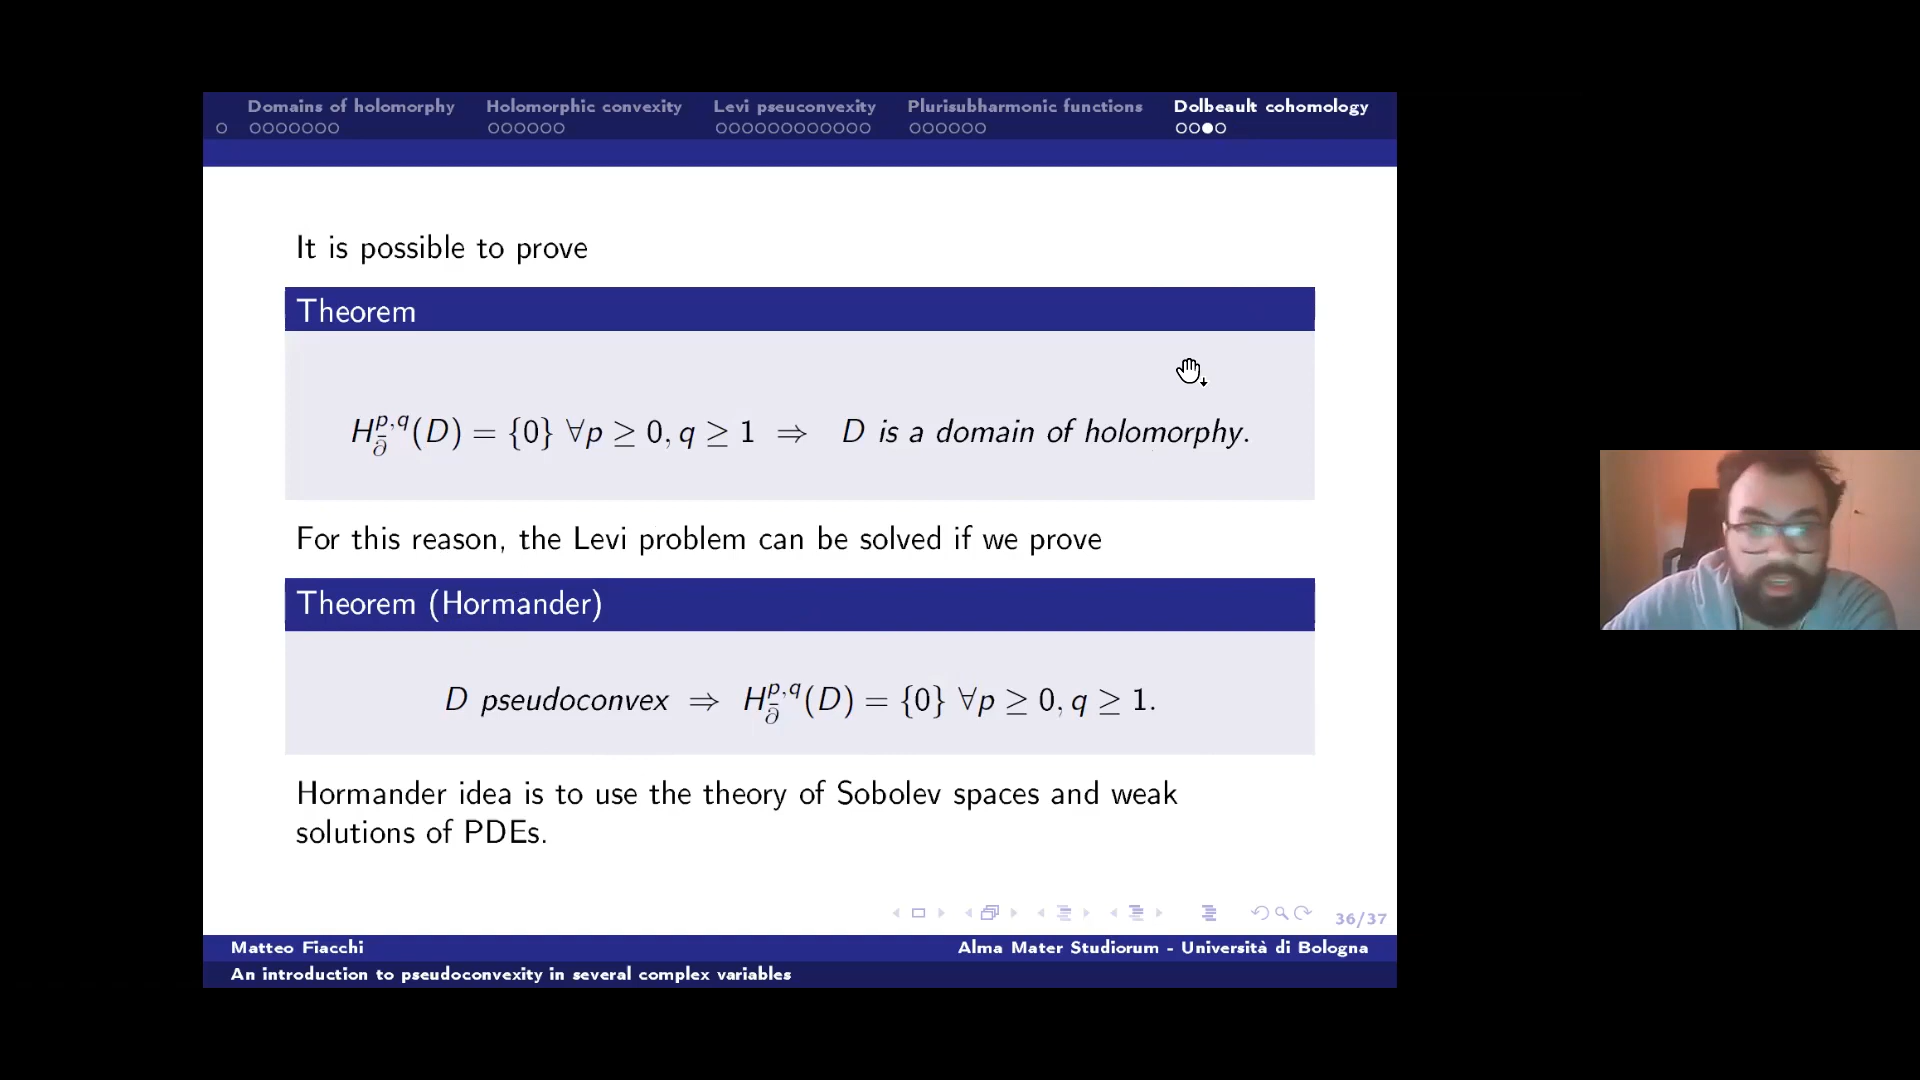 Domains of holomorphy Holomorphic convexity Levi pseuconvexity Plurisubharmonic functions Dolbeault cohomology
It is possible to prove
Theorem
H^{p,q}_{\bar{∂}}(D) = {0} ∀p ≥ 0, q ≥ 1 ⇒ D is a domain of holomorphy.
For this reason, the Levi problem can be solved if we prove
Theorem (Hormander)
D pseudoconvex ⇒ H^{p,q}_{\bar{∂}}(D) = {0} ∀p ≥ 0, q ≥ 1.
Hormander idea is to use the theory of Sobolev spaces and weak
solutions of PDEs.
36/37
Matteo Fiacchi Alma Mater Studiorum - Università di Bologna
An introduction to pseudoconvexity in several complex variables